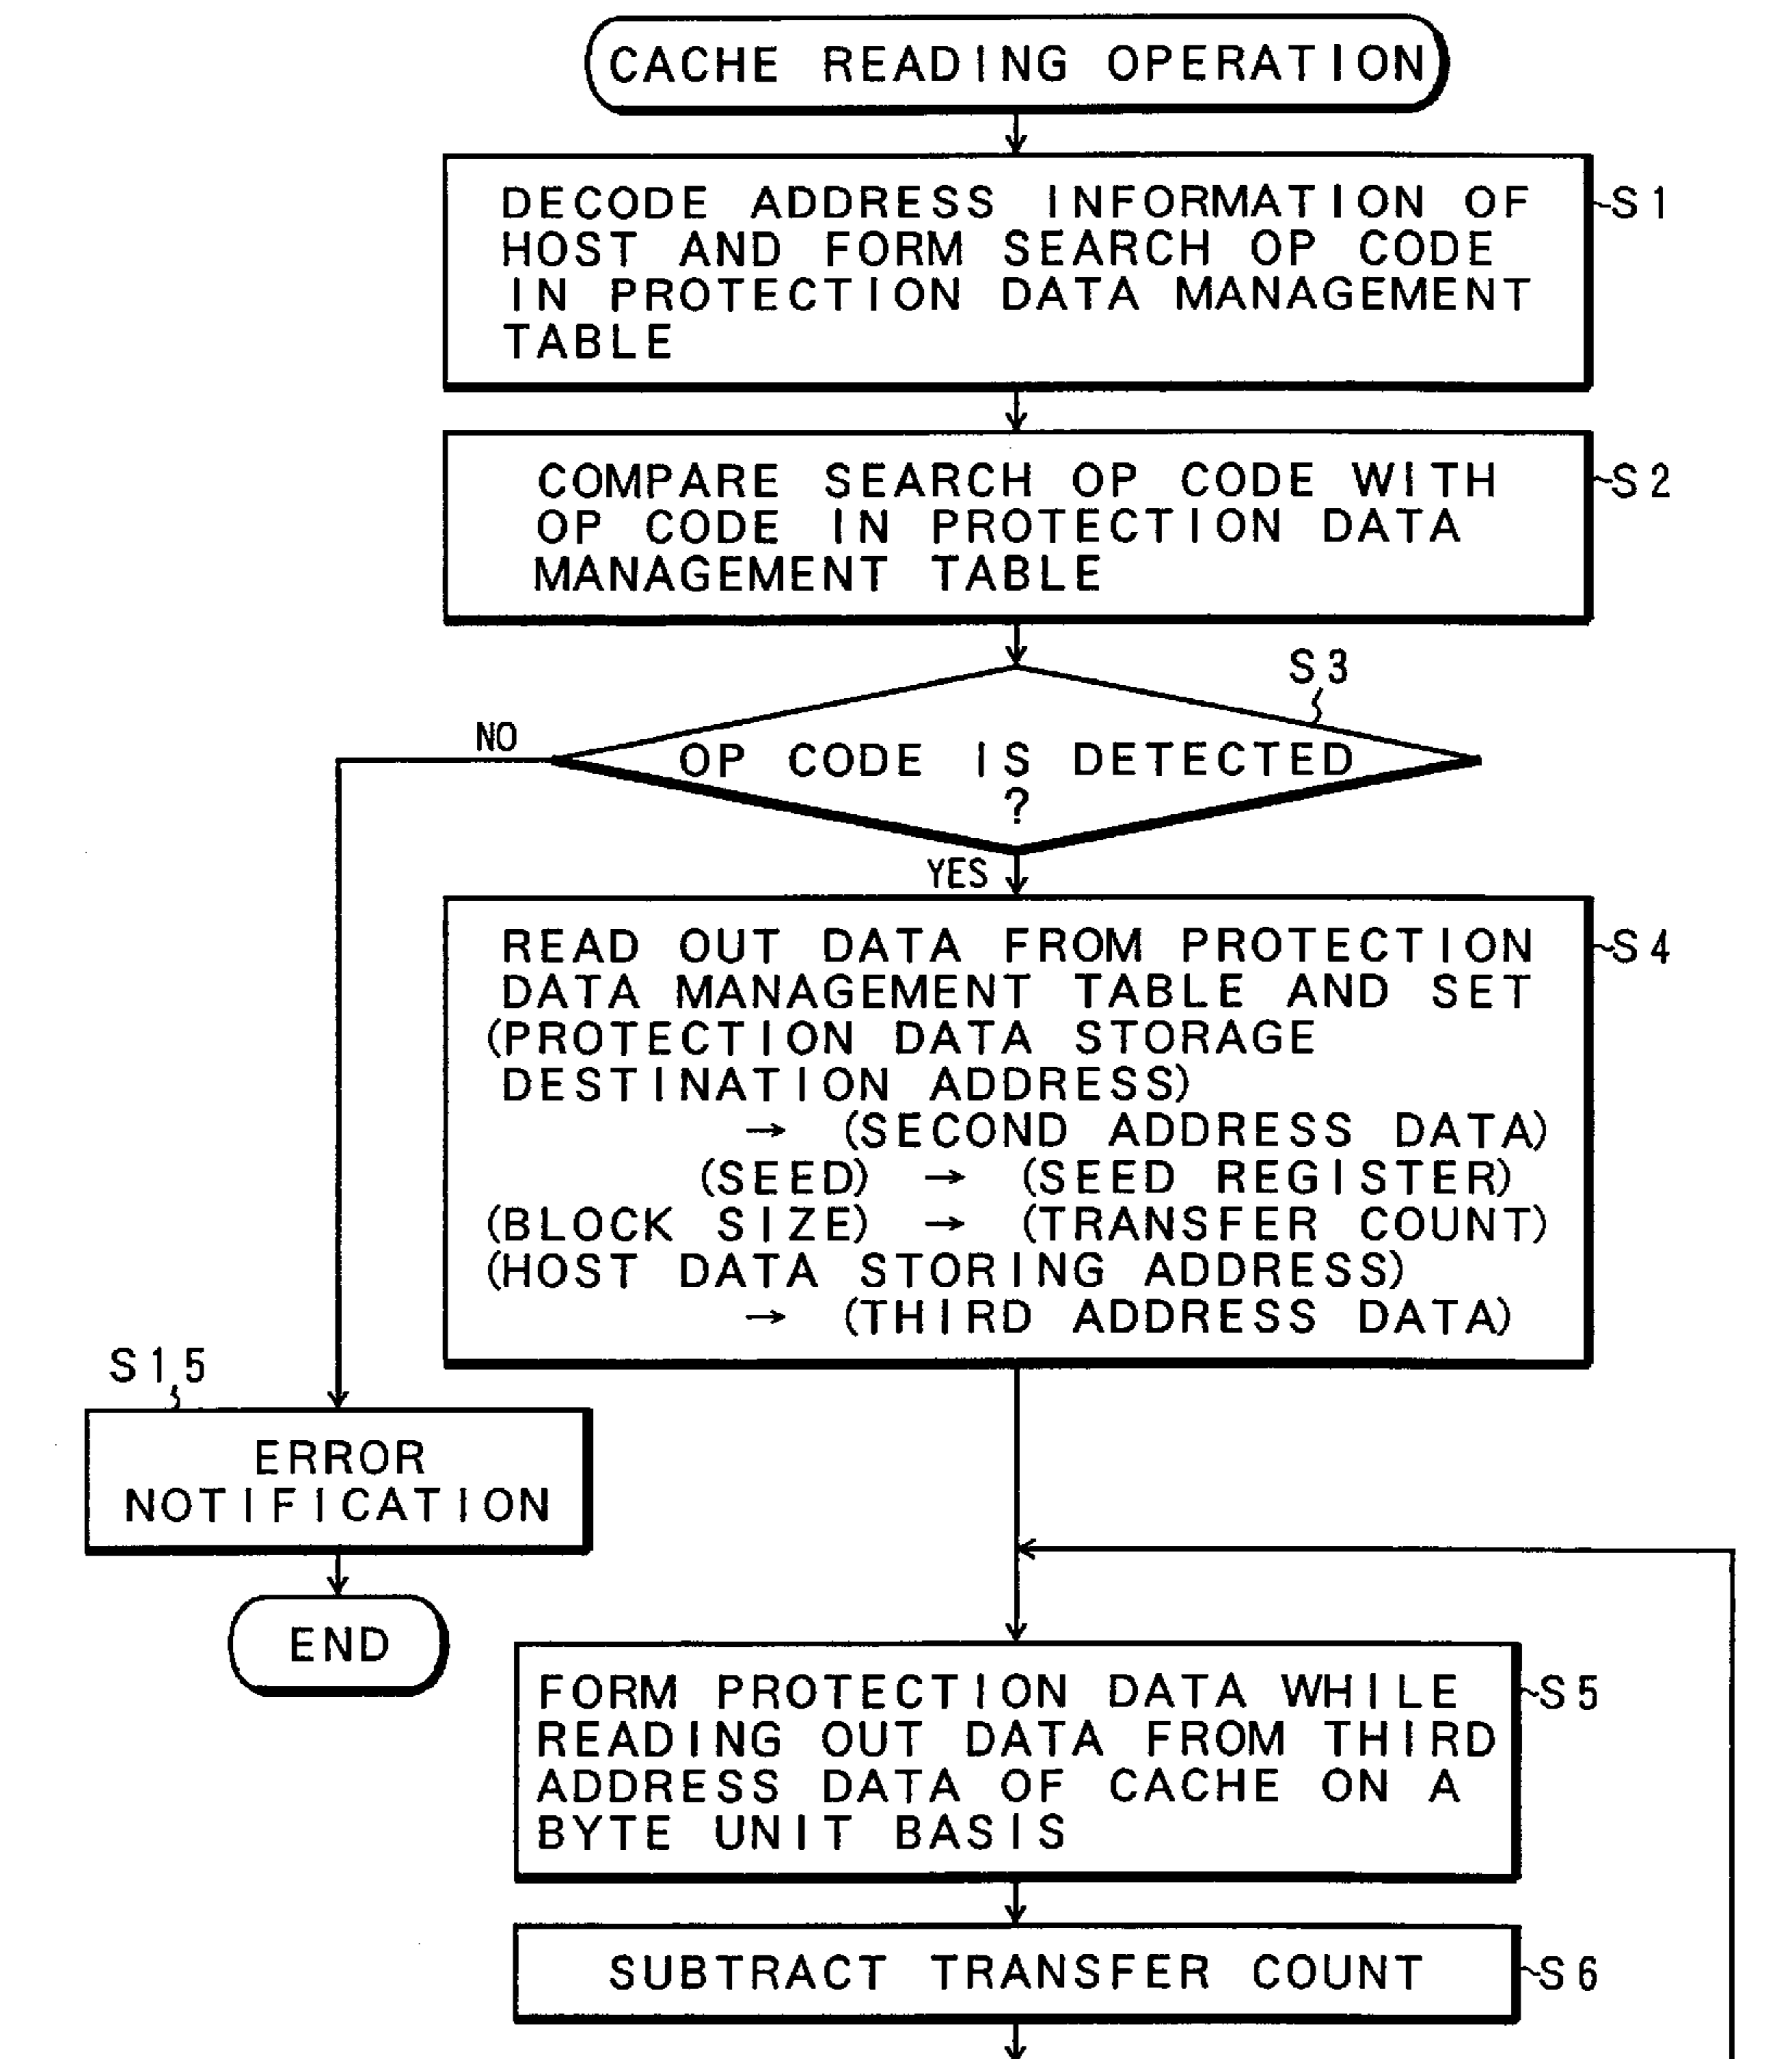 CACHE READING OPERATION
DECODE ADDRESS INFORMATION OF
HOST AND FORM SEARCH OP CODE
IN PROTECTION DATA MANAGEMENT
TABLE
S1
COMPARE SEARCH OP CODE WITH
OP CODE IN PROTECTION DATA
MANAGEMENT TABLE
S2
S3
NO
OP CODE IS DETECTED
?
YES
READ OUT DATA FROM PROTECTION
DATA MANAGEMENT TABLE AND SET
(PROTECTION DATA STORAGE
DESTINATION ADDRESS)
→ (SECOND ADDRESS DATA)
(SEED) → (SEED REGISTER)
(BLOCK SIZE) → (TRANSFER COUNT)
(HOST DATA STORING ADDRESS)
→ (THIRD ADDRESS DATA)
S4
S15
ERROR
NOTIFICATION
END
FORM PROTECTION DATA WHILE
READING OUT DATA FROM THIRD
ADDRESS DATA OF CACHE ON A
BYTE UNIT BASIS
S5
SUBTRACT TRANSFER COUNT
S6